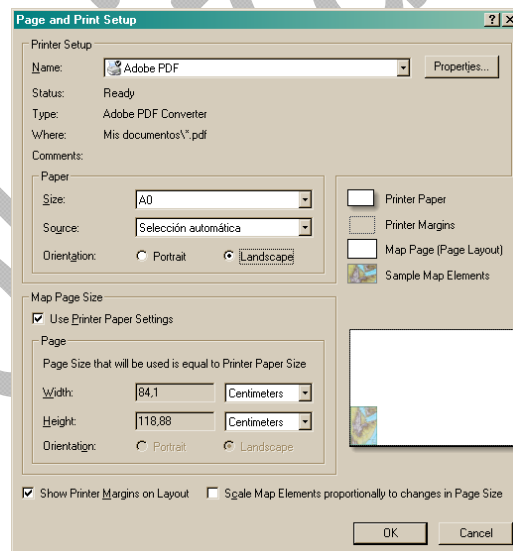 Page and Print Setup
Printer Setup
Name: Adobe PDF Properties...
Status: Ready
Type: Adobe PDF Converter
Where: Mis documentos\*.pdf
Comments:
Paper
Size: A0
Source: Selección automática
Orientation: Portrait Landscape
Printer Paper
Printer Margins
Map Page (Page Layout)
Sample Map Elements
Map Page Size
Use Printer Paper Settings
Page
Page Size that will be used is equal to Printer Paper Size
Width: 84,1 Centimeters
Height: 118,88 Centimeters
Orientation: Portrait Landscape
Show Printer Margins on Layout Scale Map Elements proportionally to changes in Page Size
OK Cancel